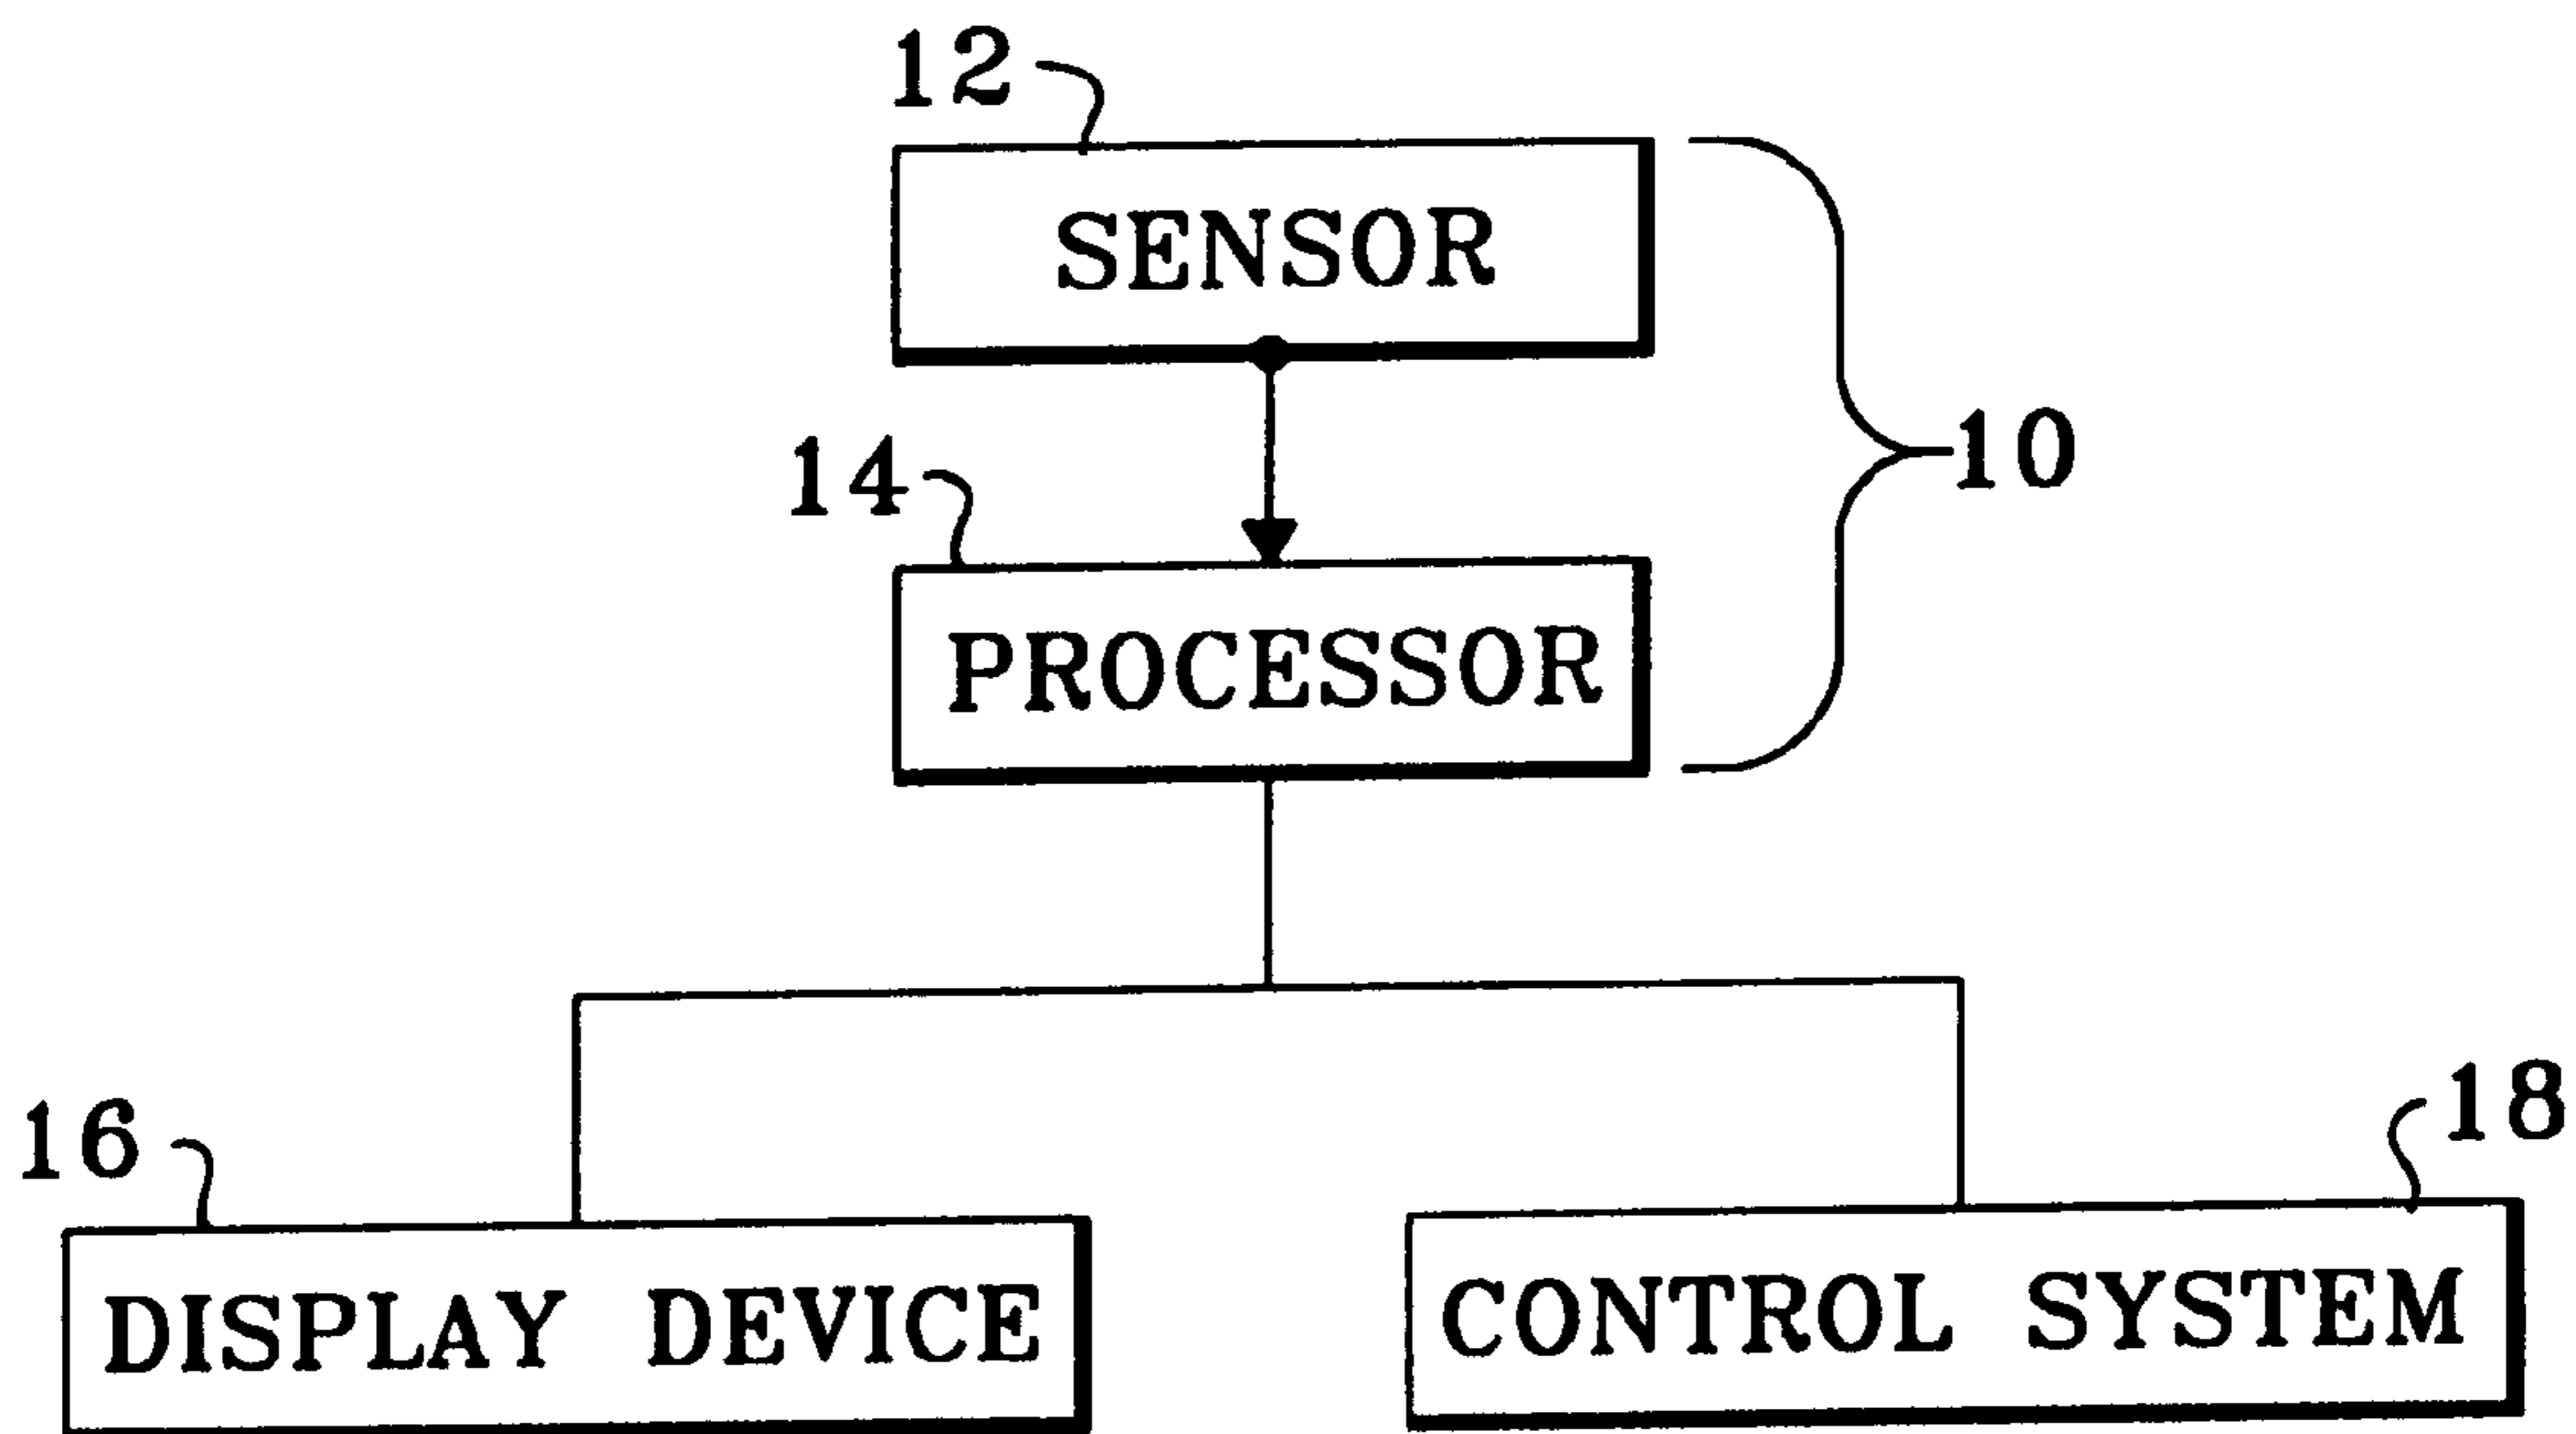 12
SENSOR
10
14
PROCESSOR
16
18
DISPLAY DEVICE
CONTROL SYSTEM